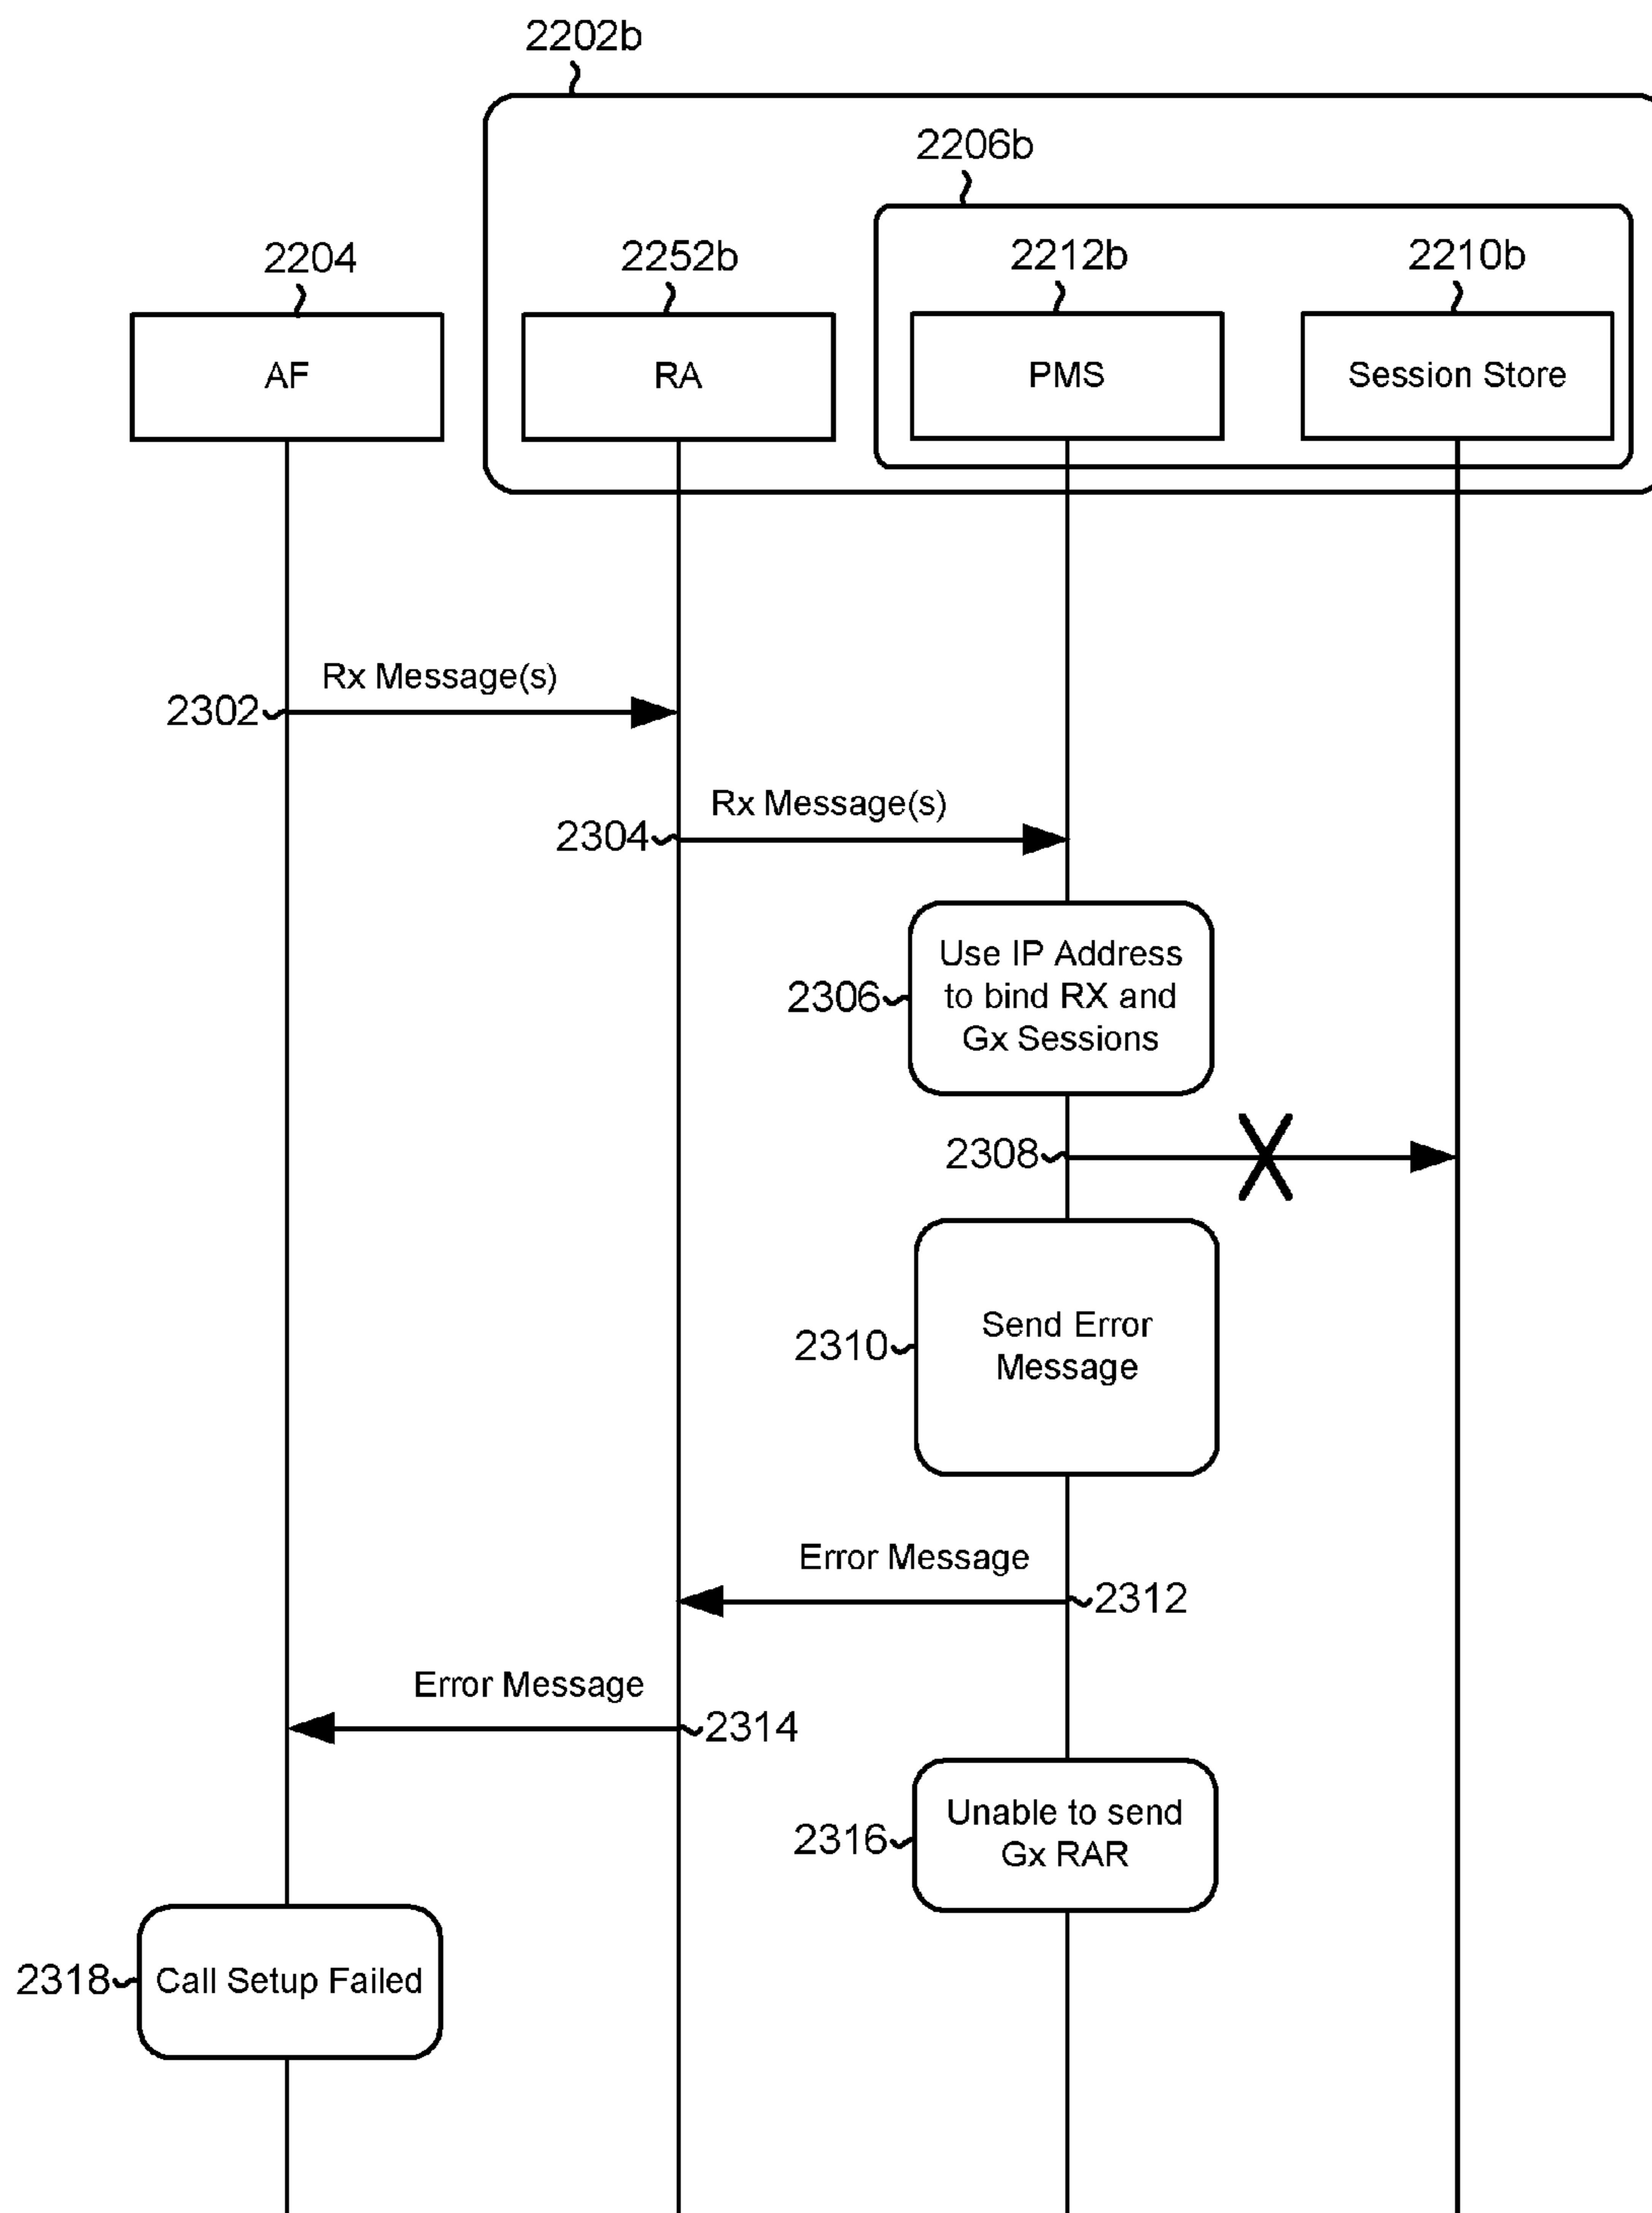 2202b
2206b
2204
2252b
2212b
2210b
AF
RA
PMS
Session Store
Rx Message(s)
2302
Rx Message(s)
2304
Use IP Address
to bind RX and
Gx Sessions
2306
2308
Send Error
Message
2310
Error Message
2312
Error Message
2314
Unable to send
Gx RAR
2316
2318
Call Setup Failed